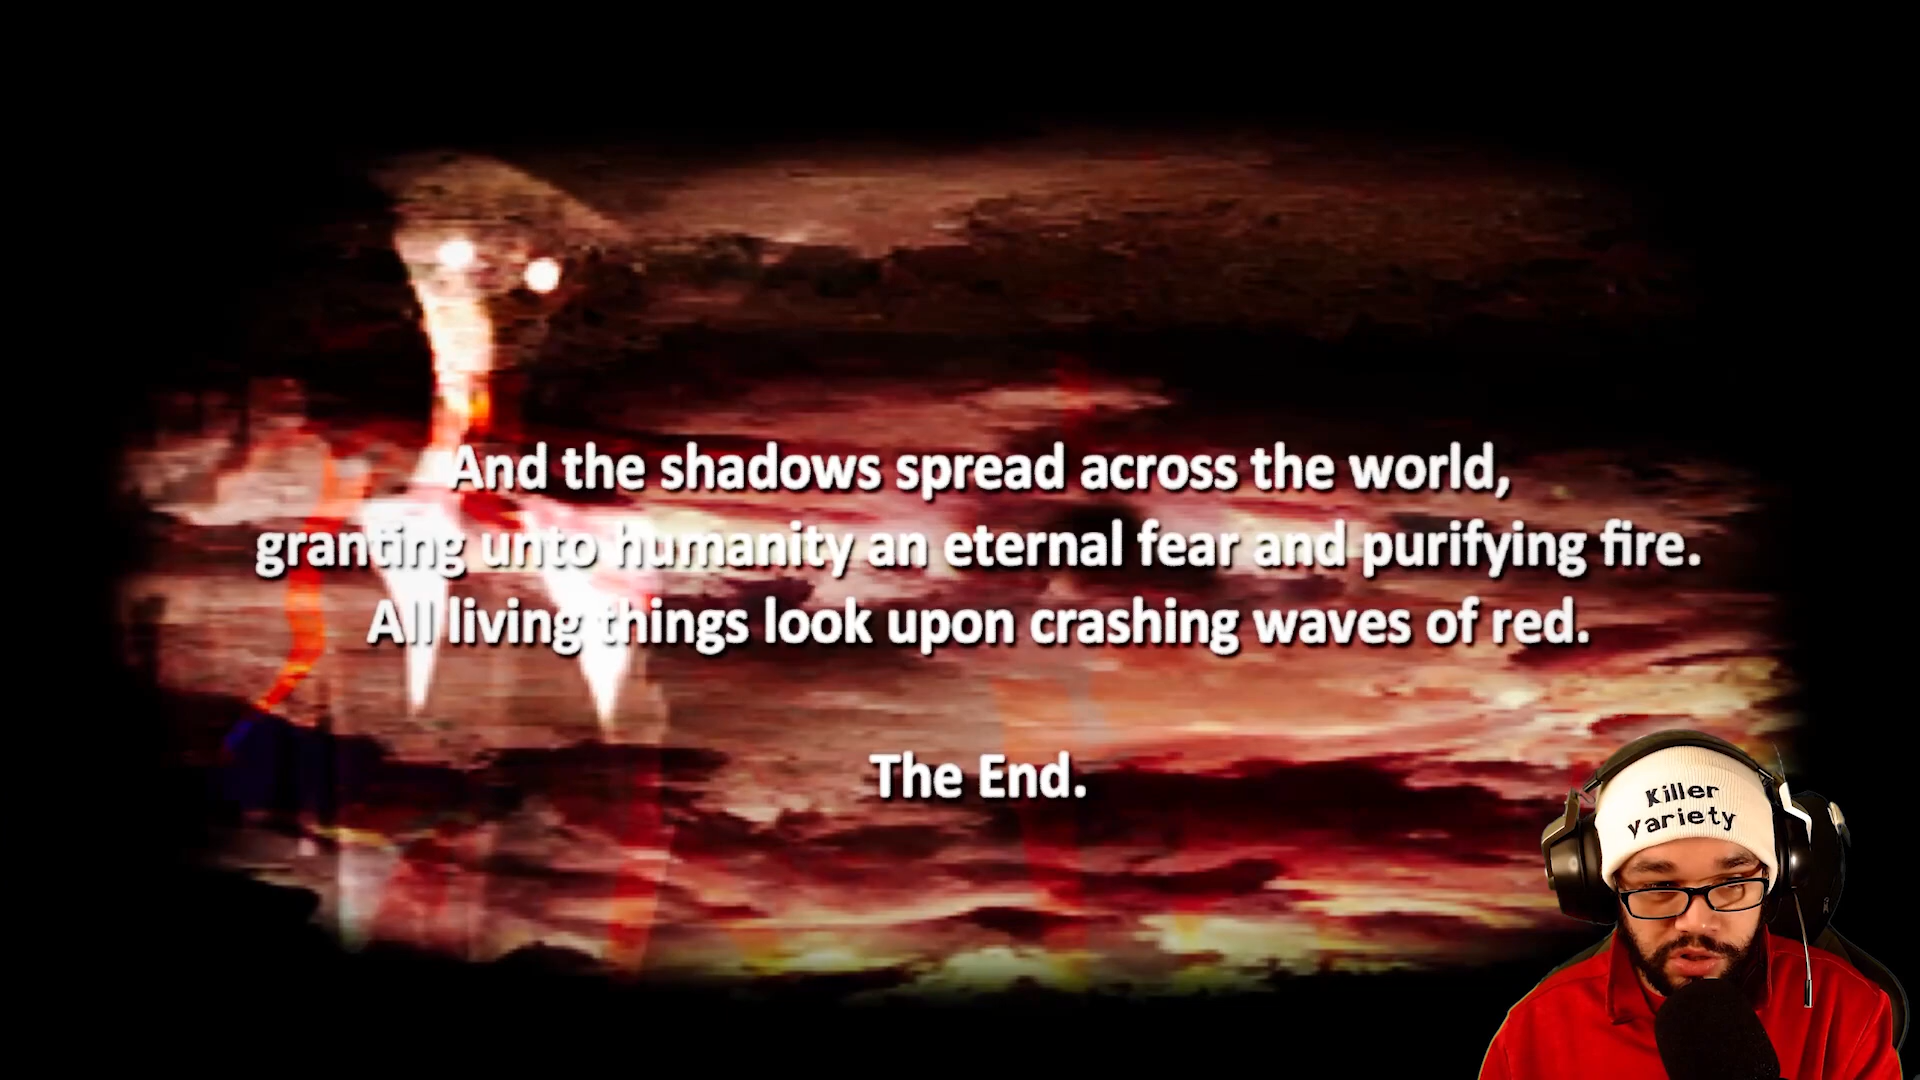 And the shadows spread across the world,
granting unto humanity an eternal fear and purifying fire.
All living things look upon crashing waves of red.
The End.
Killer
Variety